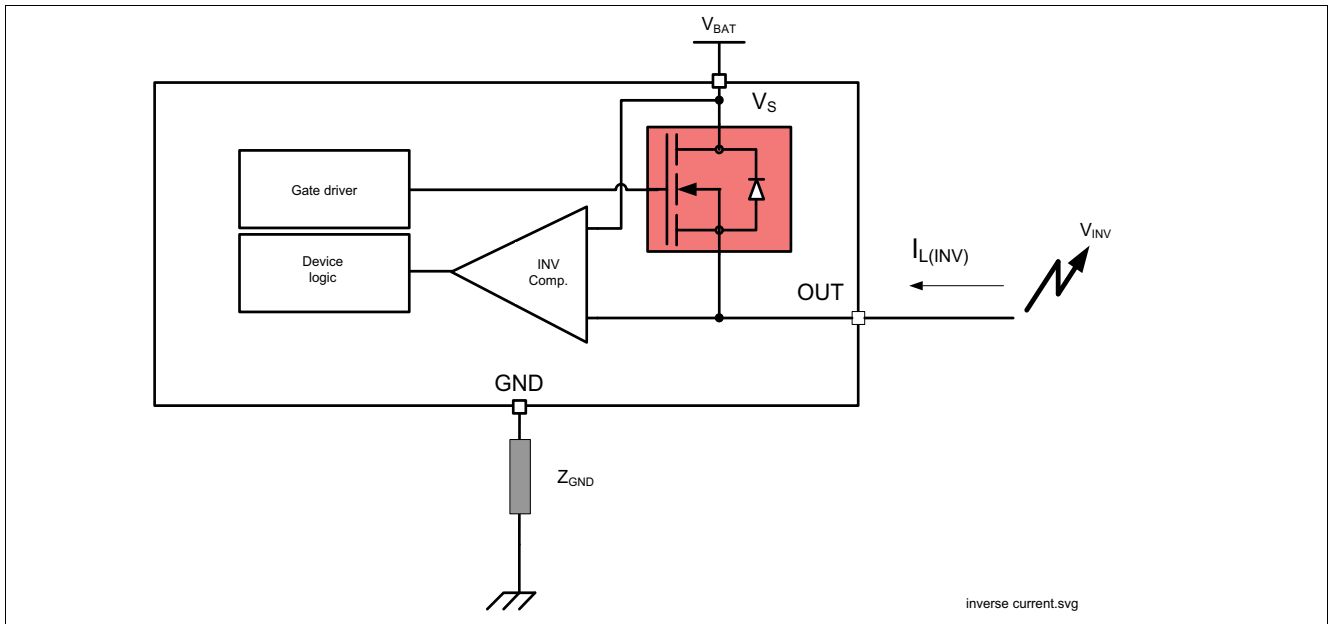 V_BAT
V_S
Gate driver
Device
logic
INV
Comp.
I_L(INV)
V_INV
OUT
GND
Z_GND
inverse current.svg